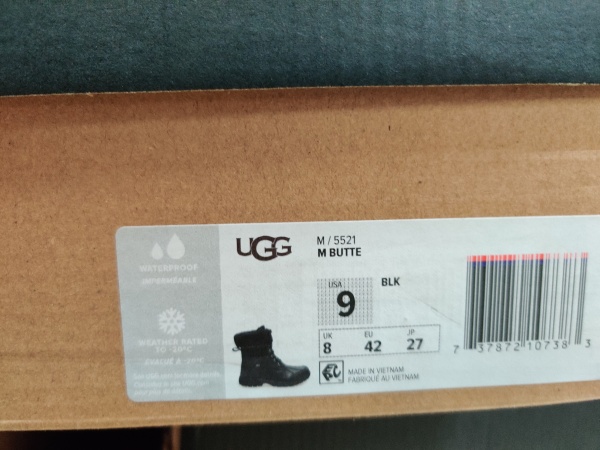 UGG
M / 5521
M BUTTE
USA
9
BLK
UK
8
EU
42
JP
27
MADE IN VIETNAM
FABRIQUÉ AU VIETNAM
7 37872 10738 3
WATERPROOF
IMPERMÉABLE
WEATHER RATED